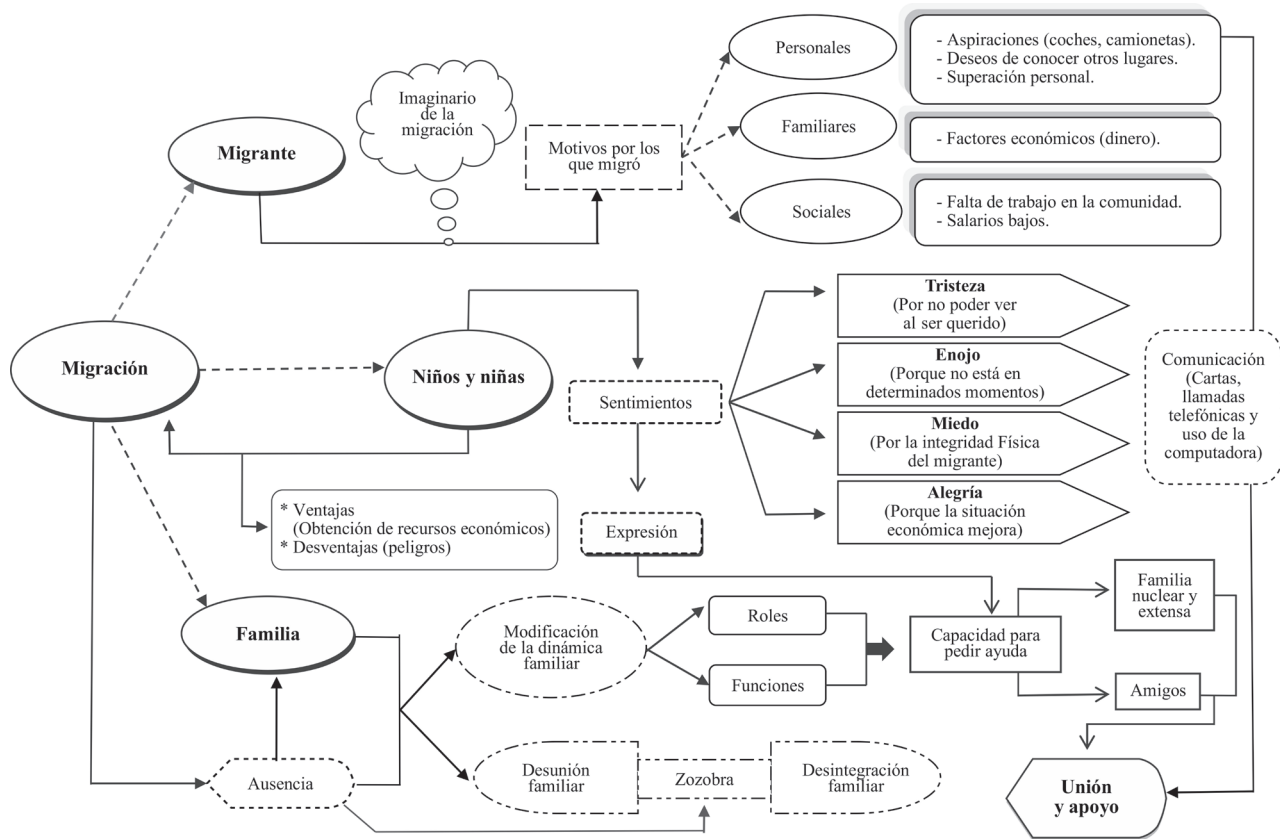 Imaginario
de la
migración
Migrante
Motivos por los
que migró
Personales
- Aspiraciones (coches, camionetas).
- Deseos de conocer otros lugares.
- Superación personal.
Familiares
- Factores económicos (dinero).
Sociales
- Falta de trabajo en la comunidad.
- Salarios bajos.
Migración
Niños y niñas
Sentimientos
Tristeza
(Por no poder ver
al ser querido)
Enojo
(Porque no está en
determinados momentos)
Miedo
(Por la integridad Física
del migrante)
Alegría
(Porque la situación
económica mejora)
Comunicación
(Cartas,
llamadas
telefónicas y
uso de la
computadora)
* Ventajas
(Obtención de recursos económicos)
* Desventajas (peligros)
Expresión
Familia
Modificación
de la dinámica
familiar
Roles
Funciones
Capacidad para
pedir ayuda
Familia
nuclear y
extensa
Amigos
Ausencia
Desunión
familiar
Zozobra
Desintegración
familiar
Unión
y apoyo